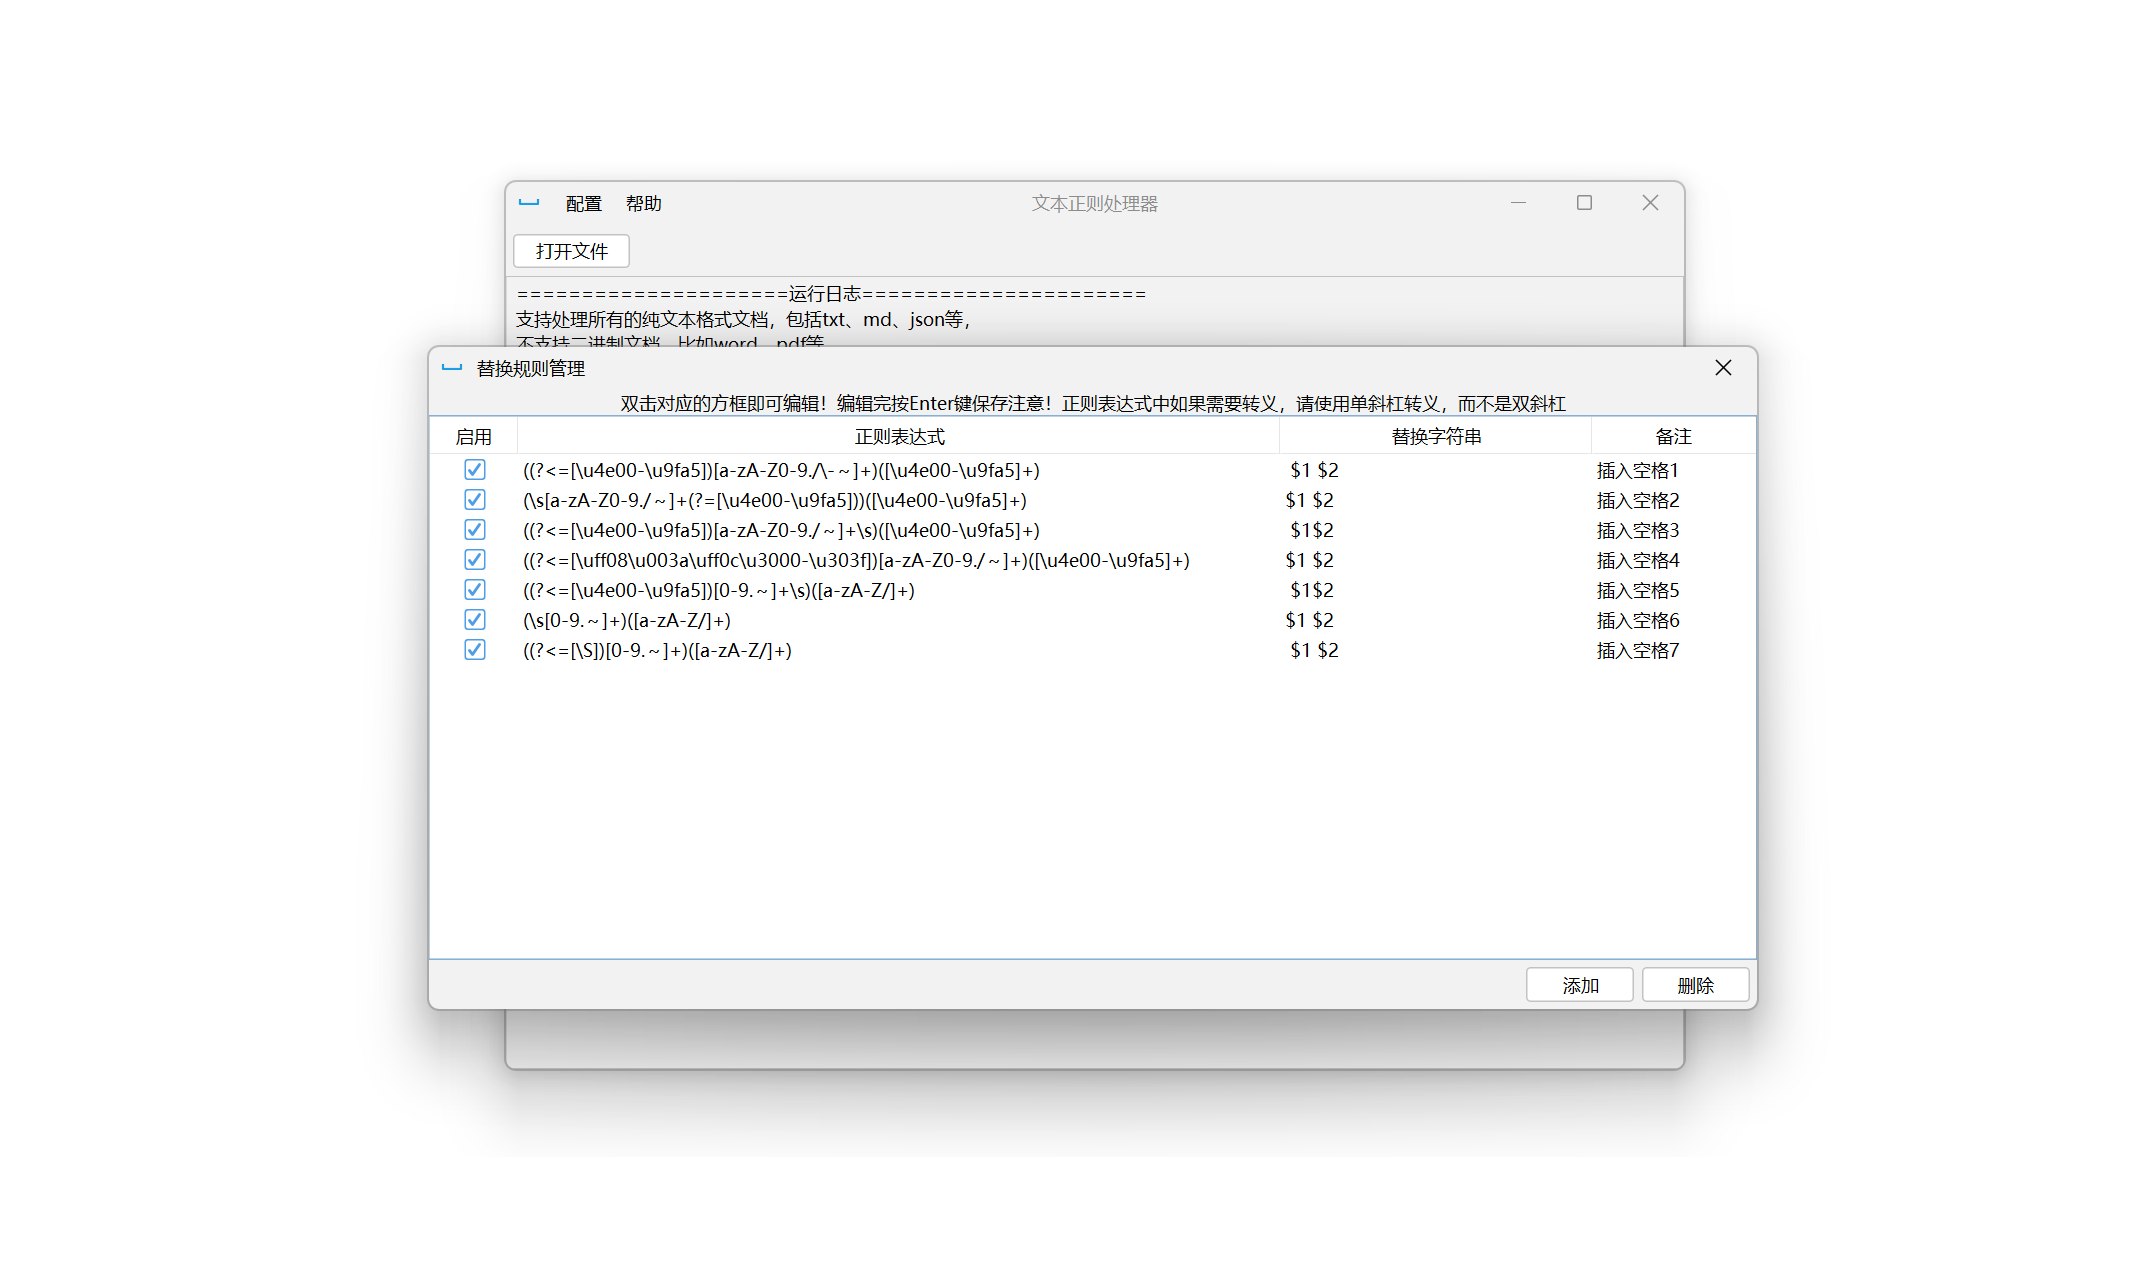 配置 帮助 文本正则处理器
打开文件
=====================运行日志======================
支持处理所有的纯文本格式文档，包括txt、md、json等，
不支持二进制文档，比如word、pdf等
替换规则管理
双击对应的方框即可编辑！编辑完按Enter键保存注意！正则表达式中如果需要转义，请使用单斜杠转义，而不是双斜杠
启用 正则表达式 替换字符串 备注
((?<=[\u4e00-\u9fa5])[a-zA-Z0-9./\-~]+)([\u4e00-\u9fa5]+) $1 $2 插入空格1
(\s[a-zA-Z0-9./~]+(?=[\u4e00-\u9fa5]))([\u4e00-\u9fa5]+) $1 $2 插入空格2
((?<=[\u4e00-\u9fa5])[a-zA-Z0-9./~]+\s)([\u4e00-\u9fa5]+) $1$2 插入空格3
((?<=[\uff08\u003a\uff0c\u3000-\u303f])[a-zA-Z0-9./~]+)([\u4e00-\u9fa5]+) $1 $2 插入空格4
((?<=[\u4e00-\u9fa5])[0-9.~]+\s)([a-zA-Z/]+) $1$2 插入空格5
(\s[0-9.~]+)([a-zA-Z/]+) $1 $2 插入空格6
((?<=[\S])[0-9.~]+)([a-zA-Z/]+) $1 $2 插入空格7
添加 删除